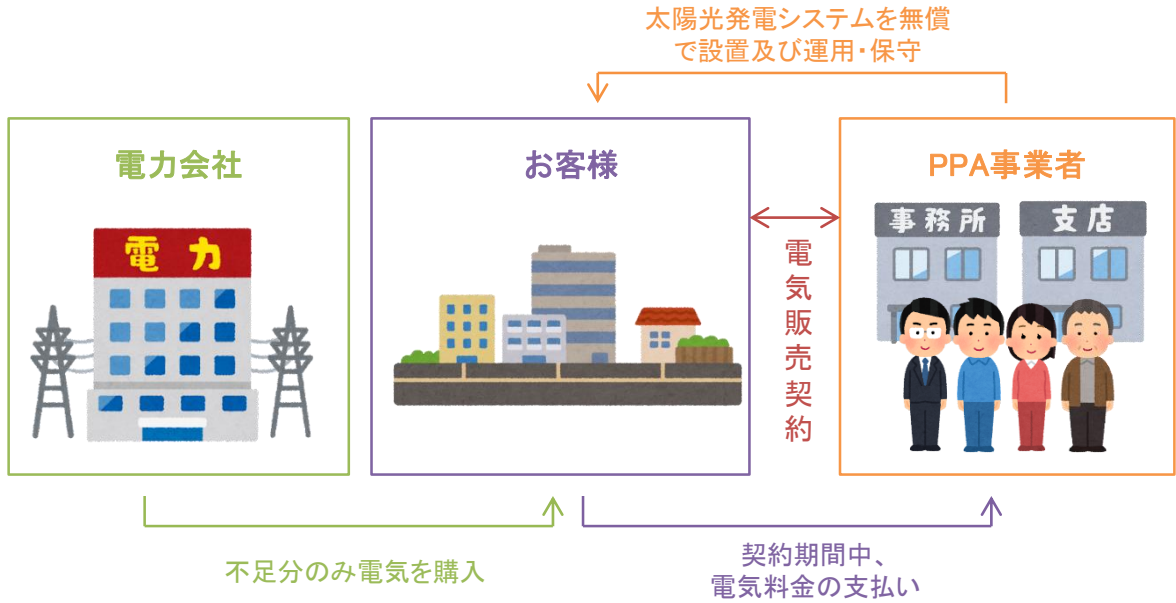 太陽光発電システムを無償
で設置及び運用・保守
電力会社
お客様
PPA事業者
電力
事務所
支店
電気販売契約
不足分のみ電気を購入
契約期間中、
電気料金の支払い